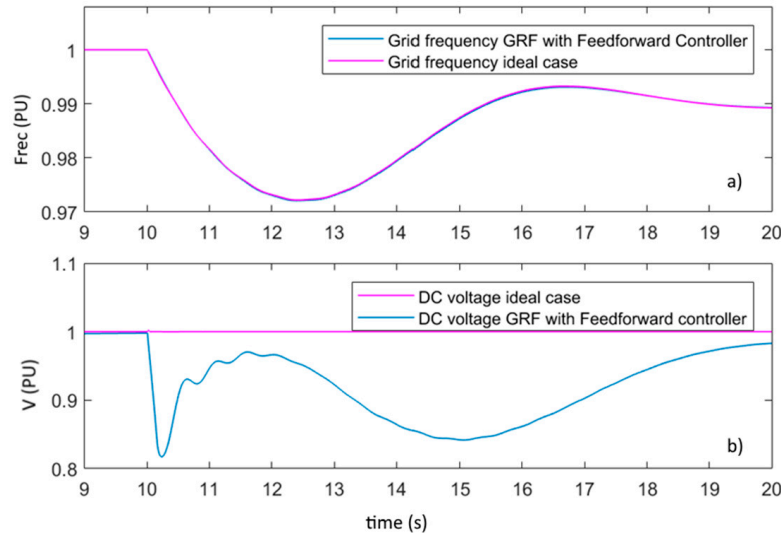 Grid frequency GRF with Feedforward Controller
Grid frequency ideal case
Frec (PU)
1
0.99
0.98
0.97
a)
9 10 11 12 13 14 15 16 17 18 19 20
DC voltage ideal case
DC voltage GRF with Feedforward controller
V (PU)
1.1
1
0.9
0.8
b)
9 10 11 12 13 14 15 16 17 18 19 20
time (s)